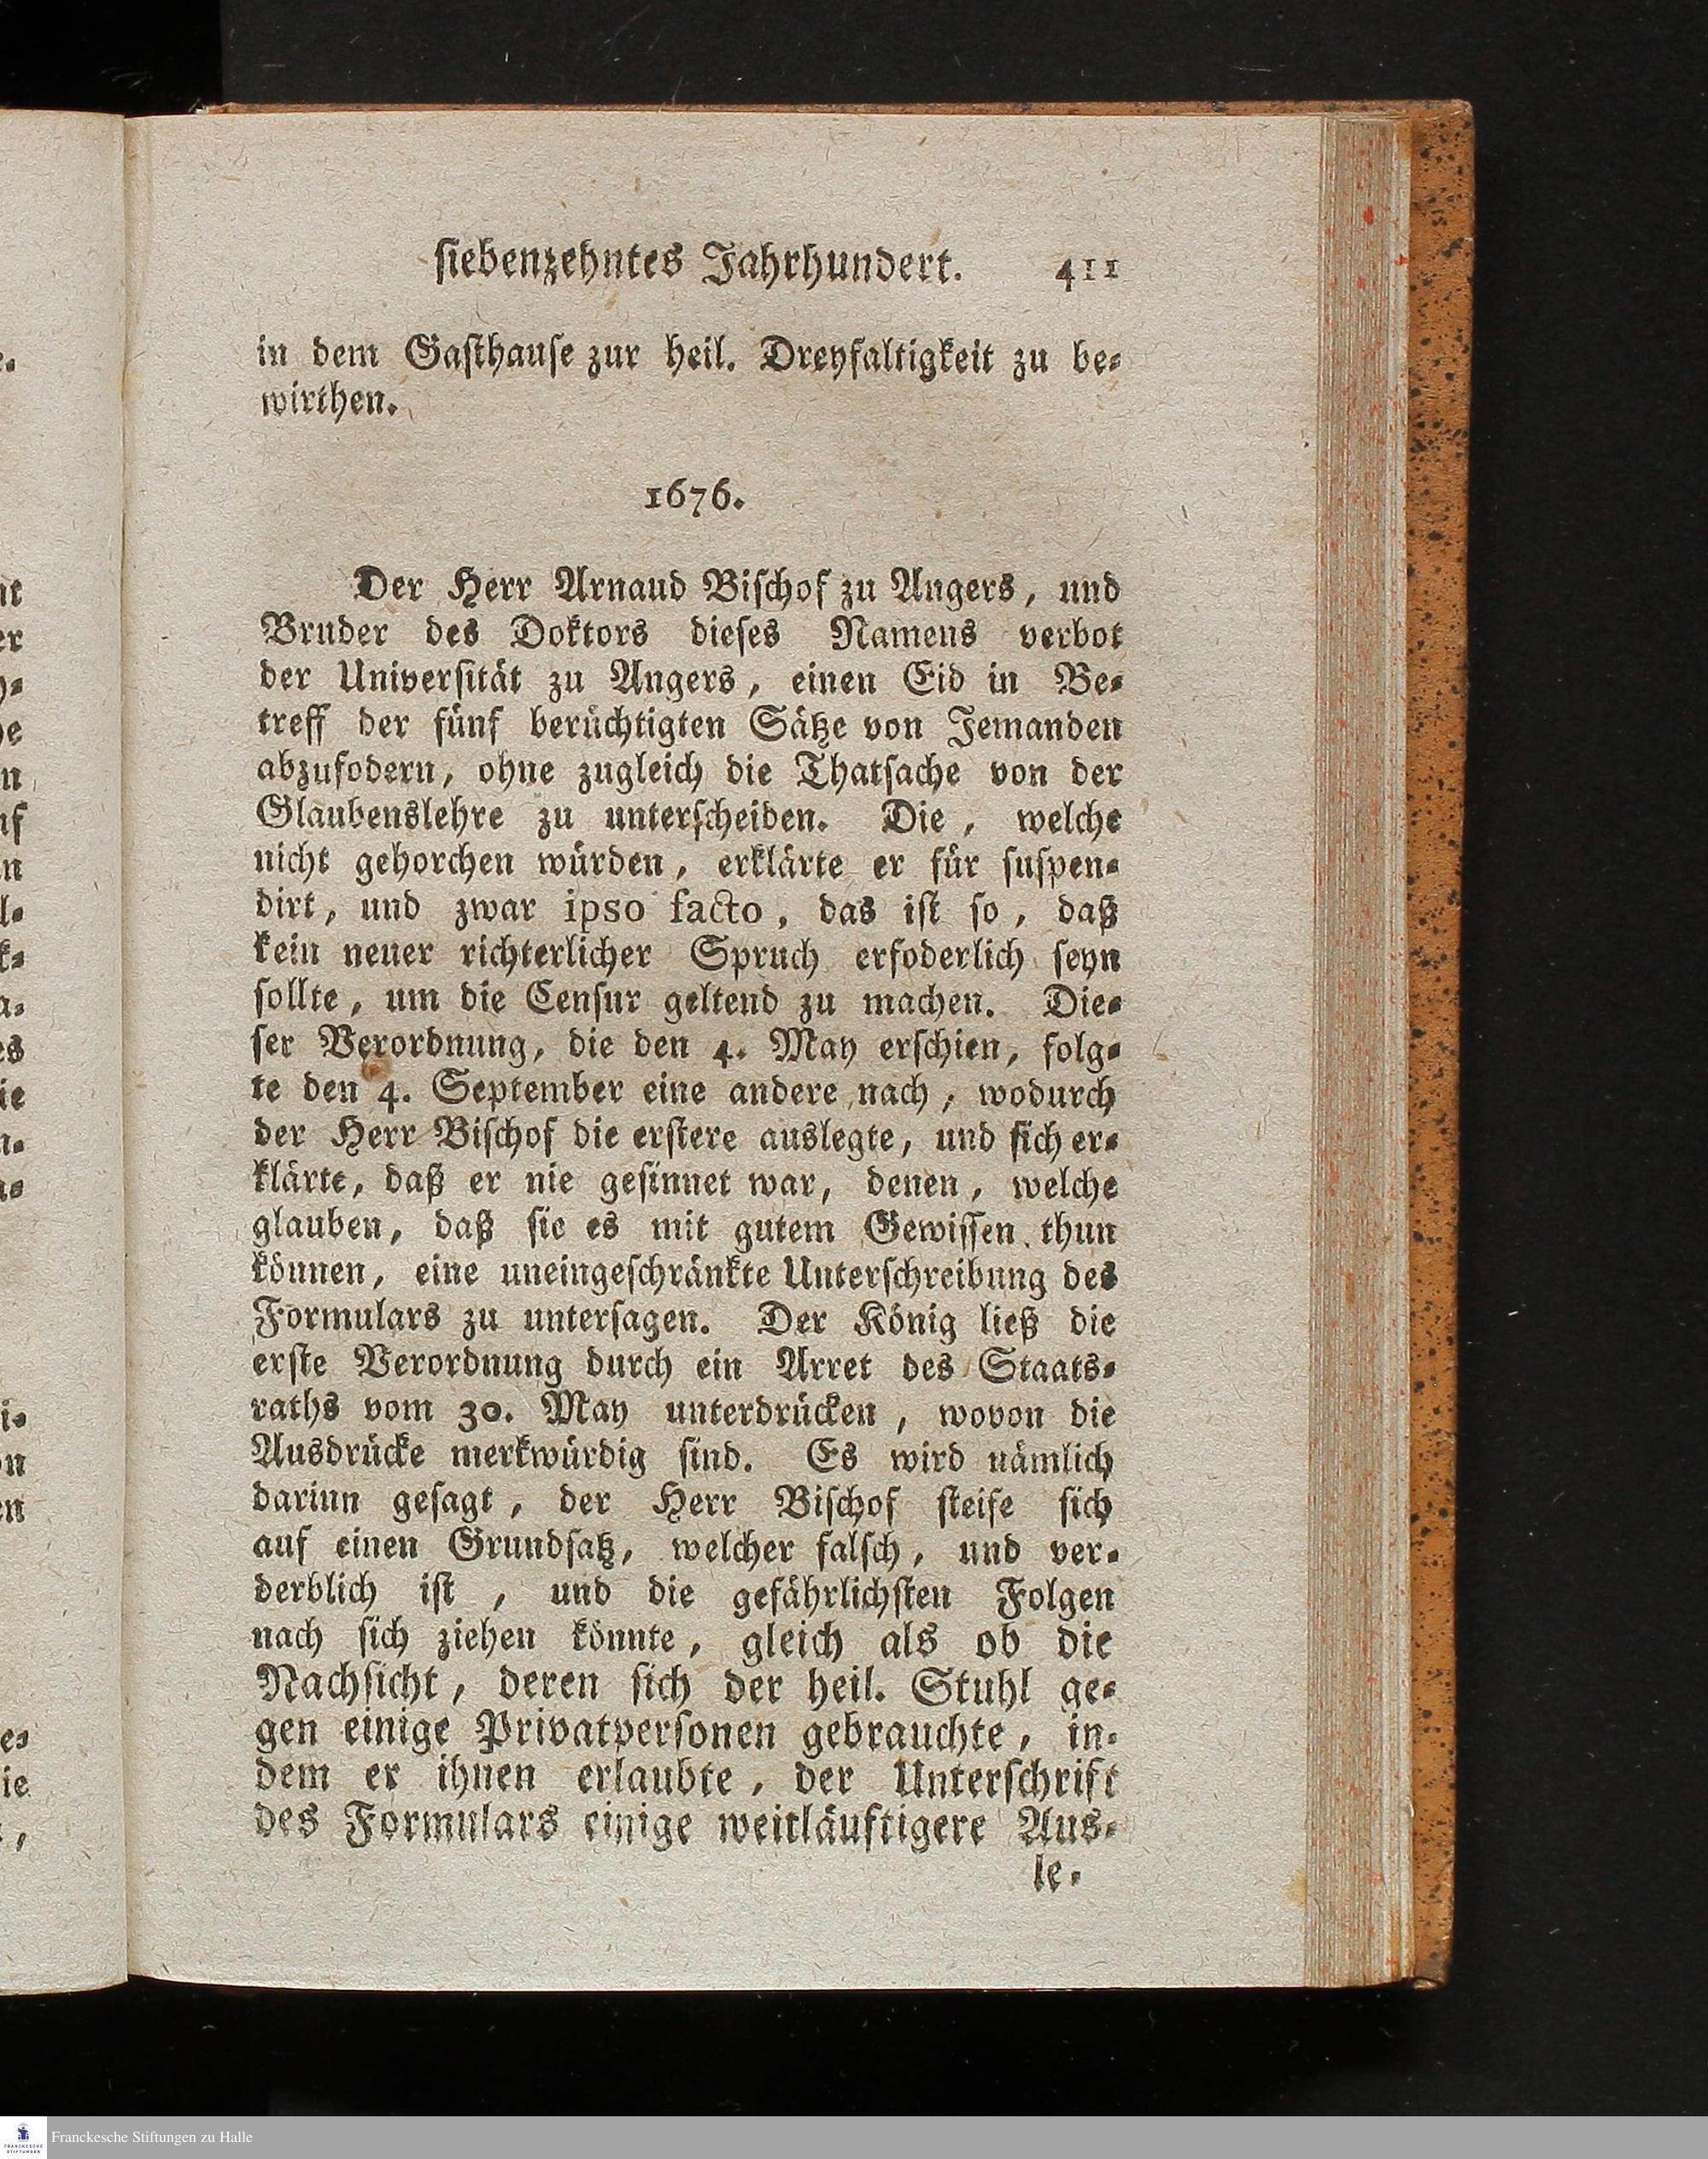 siebenzehntes Jahrhundert. 411
in dem Gasthause zur heil. Dreyfaltigkeit zu be-
wirthen.
1676.
Der Herr Arnaud Bischof zu Angers, und
Bruder des Doktors dieses Namens verbot
der Universität zu Angers, einen Eid in Be-
treff der fünf berüchtigten Sätze von Jemanden
abzufodern, ohne zugleich die Thatsache von der
Glaubenslehre zu unterscheiden. Die, welche
nicht gehorchen würden, erklärte er für suspen-
dirt, und zwar ipso facto, das ist so, daß
kein neuer richterlicher Spruch erfoderlich seyn
sollte, um die Censur geltend zu machen. Die-
ser Verordnung, die den 4. May erschien, folg-
te den 4. September eine andere nach, wodurch
der Herr Bischof die erstere auslegte, und sich er-
klärte, daß er nie gesinnet war, denen, welche
glauben, daß sie es mit gutem Gewissen thun
können, eine uneingeschränkte Unterschreibung des
Formulars zu untersagen. Der König ließ die
erste Verordnung durch ein Arret des Staats-
raths vom 30. May unterdrücken, wovon die
Ausdrücke merkwürdig sind. Es wird nämlich
darinn gesagt, der Herr Bischof steife sich
auf einen Grundsatz, welcher falsch, und ver-
derblich ist, und die gefährlichsten Folgen
nach sich ziehen könnte, gleich als ob die
Nachsicht, deren sich der heil. Stuhl ge-
gen einige Privatpersonen gebrauchte, in-
dem er ihnen erlaubte, der Unterschrift
des Formulars einige weitläuftigere Aus-
le-
Franckesche Stiftungen zu Halle